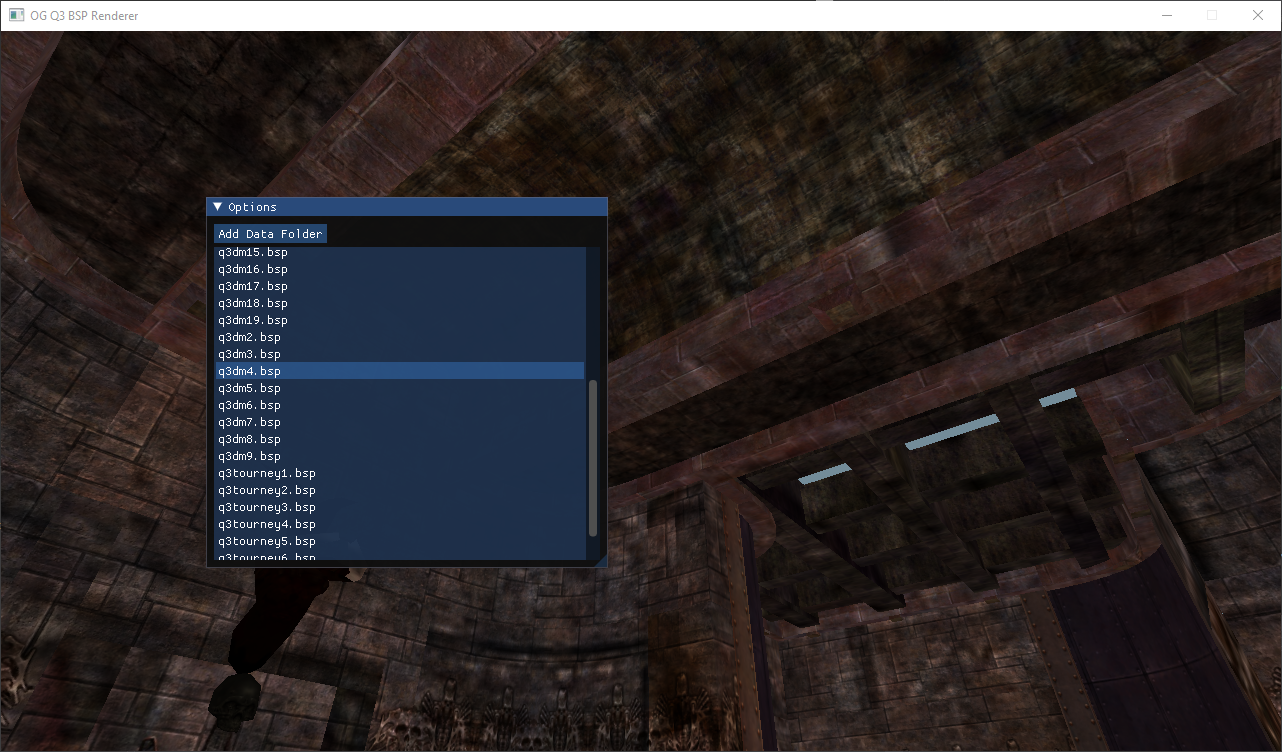 OG Q3 BSP Renderer
Options
Add Data Folder
q3dm15.bsp
q3dm16.bsp
q3dm17.bsp
q3dm18.bsp
q3dm19.bsp
q3dm2.bsp
q3dm3.bsp
q3dm4.bsp
q3dm5.bsp
q3dm6.bsp
q3dm7.bsp
q3dm8.bsp
q3dm9.bsp
q3tourney1.bsp
q3tourney2.bsp
q3tourney3.bsp
q3tourney4.bsp
q3tourney5.bsp
q3tourney6.bsp